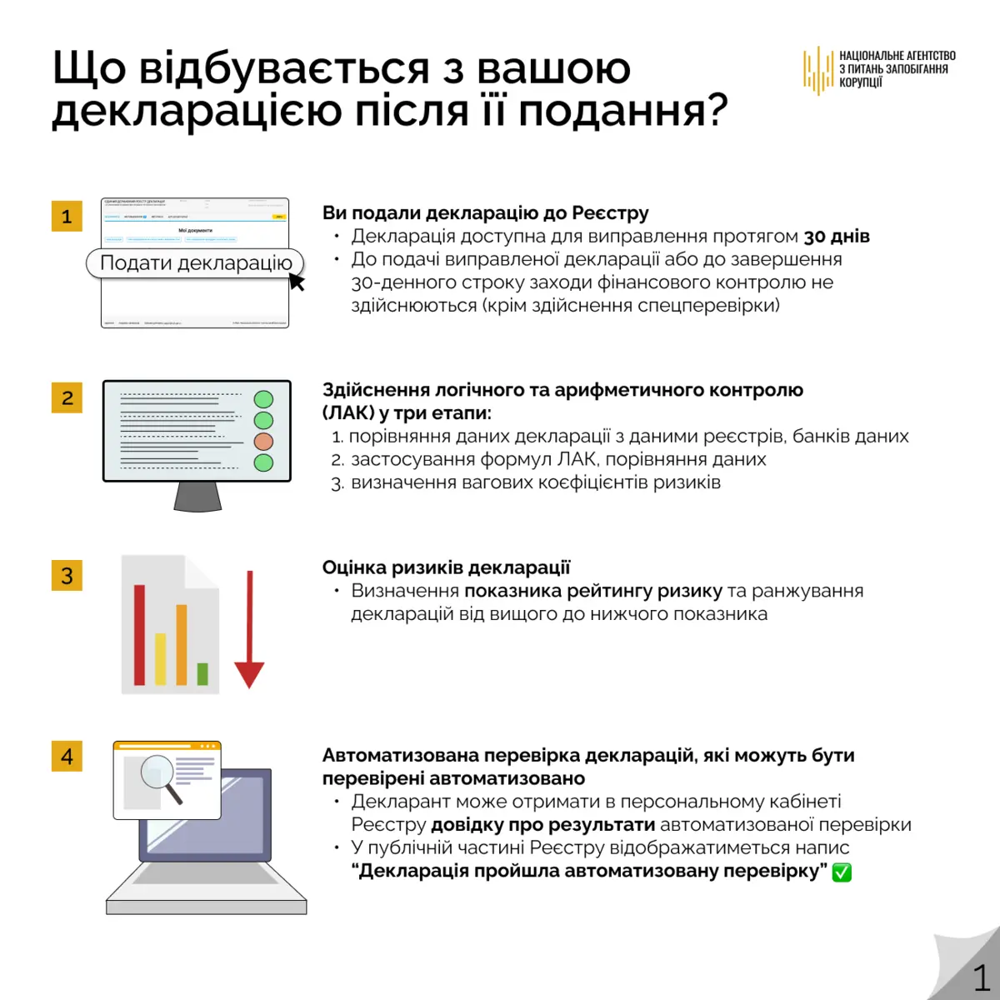 Що відбувається з вашою
декларацією після її подання?
НАЦІОНАЛЬНЕ АГЕНТСТВО
З ПИТАНЬ ЗАПОБІГАННЯ
КОРУПЦІЇ
1
Мої документи
Подати декларацію
Ви подали декларацію до Реєстру
• Декларація доступна для виправлення протягом 30 днів
• До подачі виправленої декларації або до завершення
30-денного строку заходи фінансового контролю не
здійснюються (крім здійснення спецперевірки)
2
Здійснення логічного та арифметичного контролю
(ЛАК) у три етапи:
1. порівняння даних декларації з даними реєстрів, банків даних
2. застосування формул ЛАК, порівняння даних
3. визначення вагових коєфіцієнтів ризиків
3
Оцінка ризиків декларації
• Визначення показника рейтингу ризику та ранжування
декларацій від вищого до нижчого показника
4
Автоматизована перевірка декларацій, які можуть бути
перевірені автоматизовано
• Декларант може отримати в персональному кабінеті
Реєстру довідку про результати автоматизованої перевірки
• У публічній частині Реєстру відображатиметься напис
“Декларація пройшла автоматизовану перевірку” ✅
1